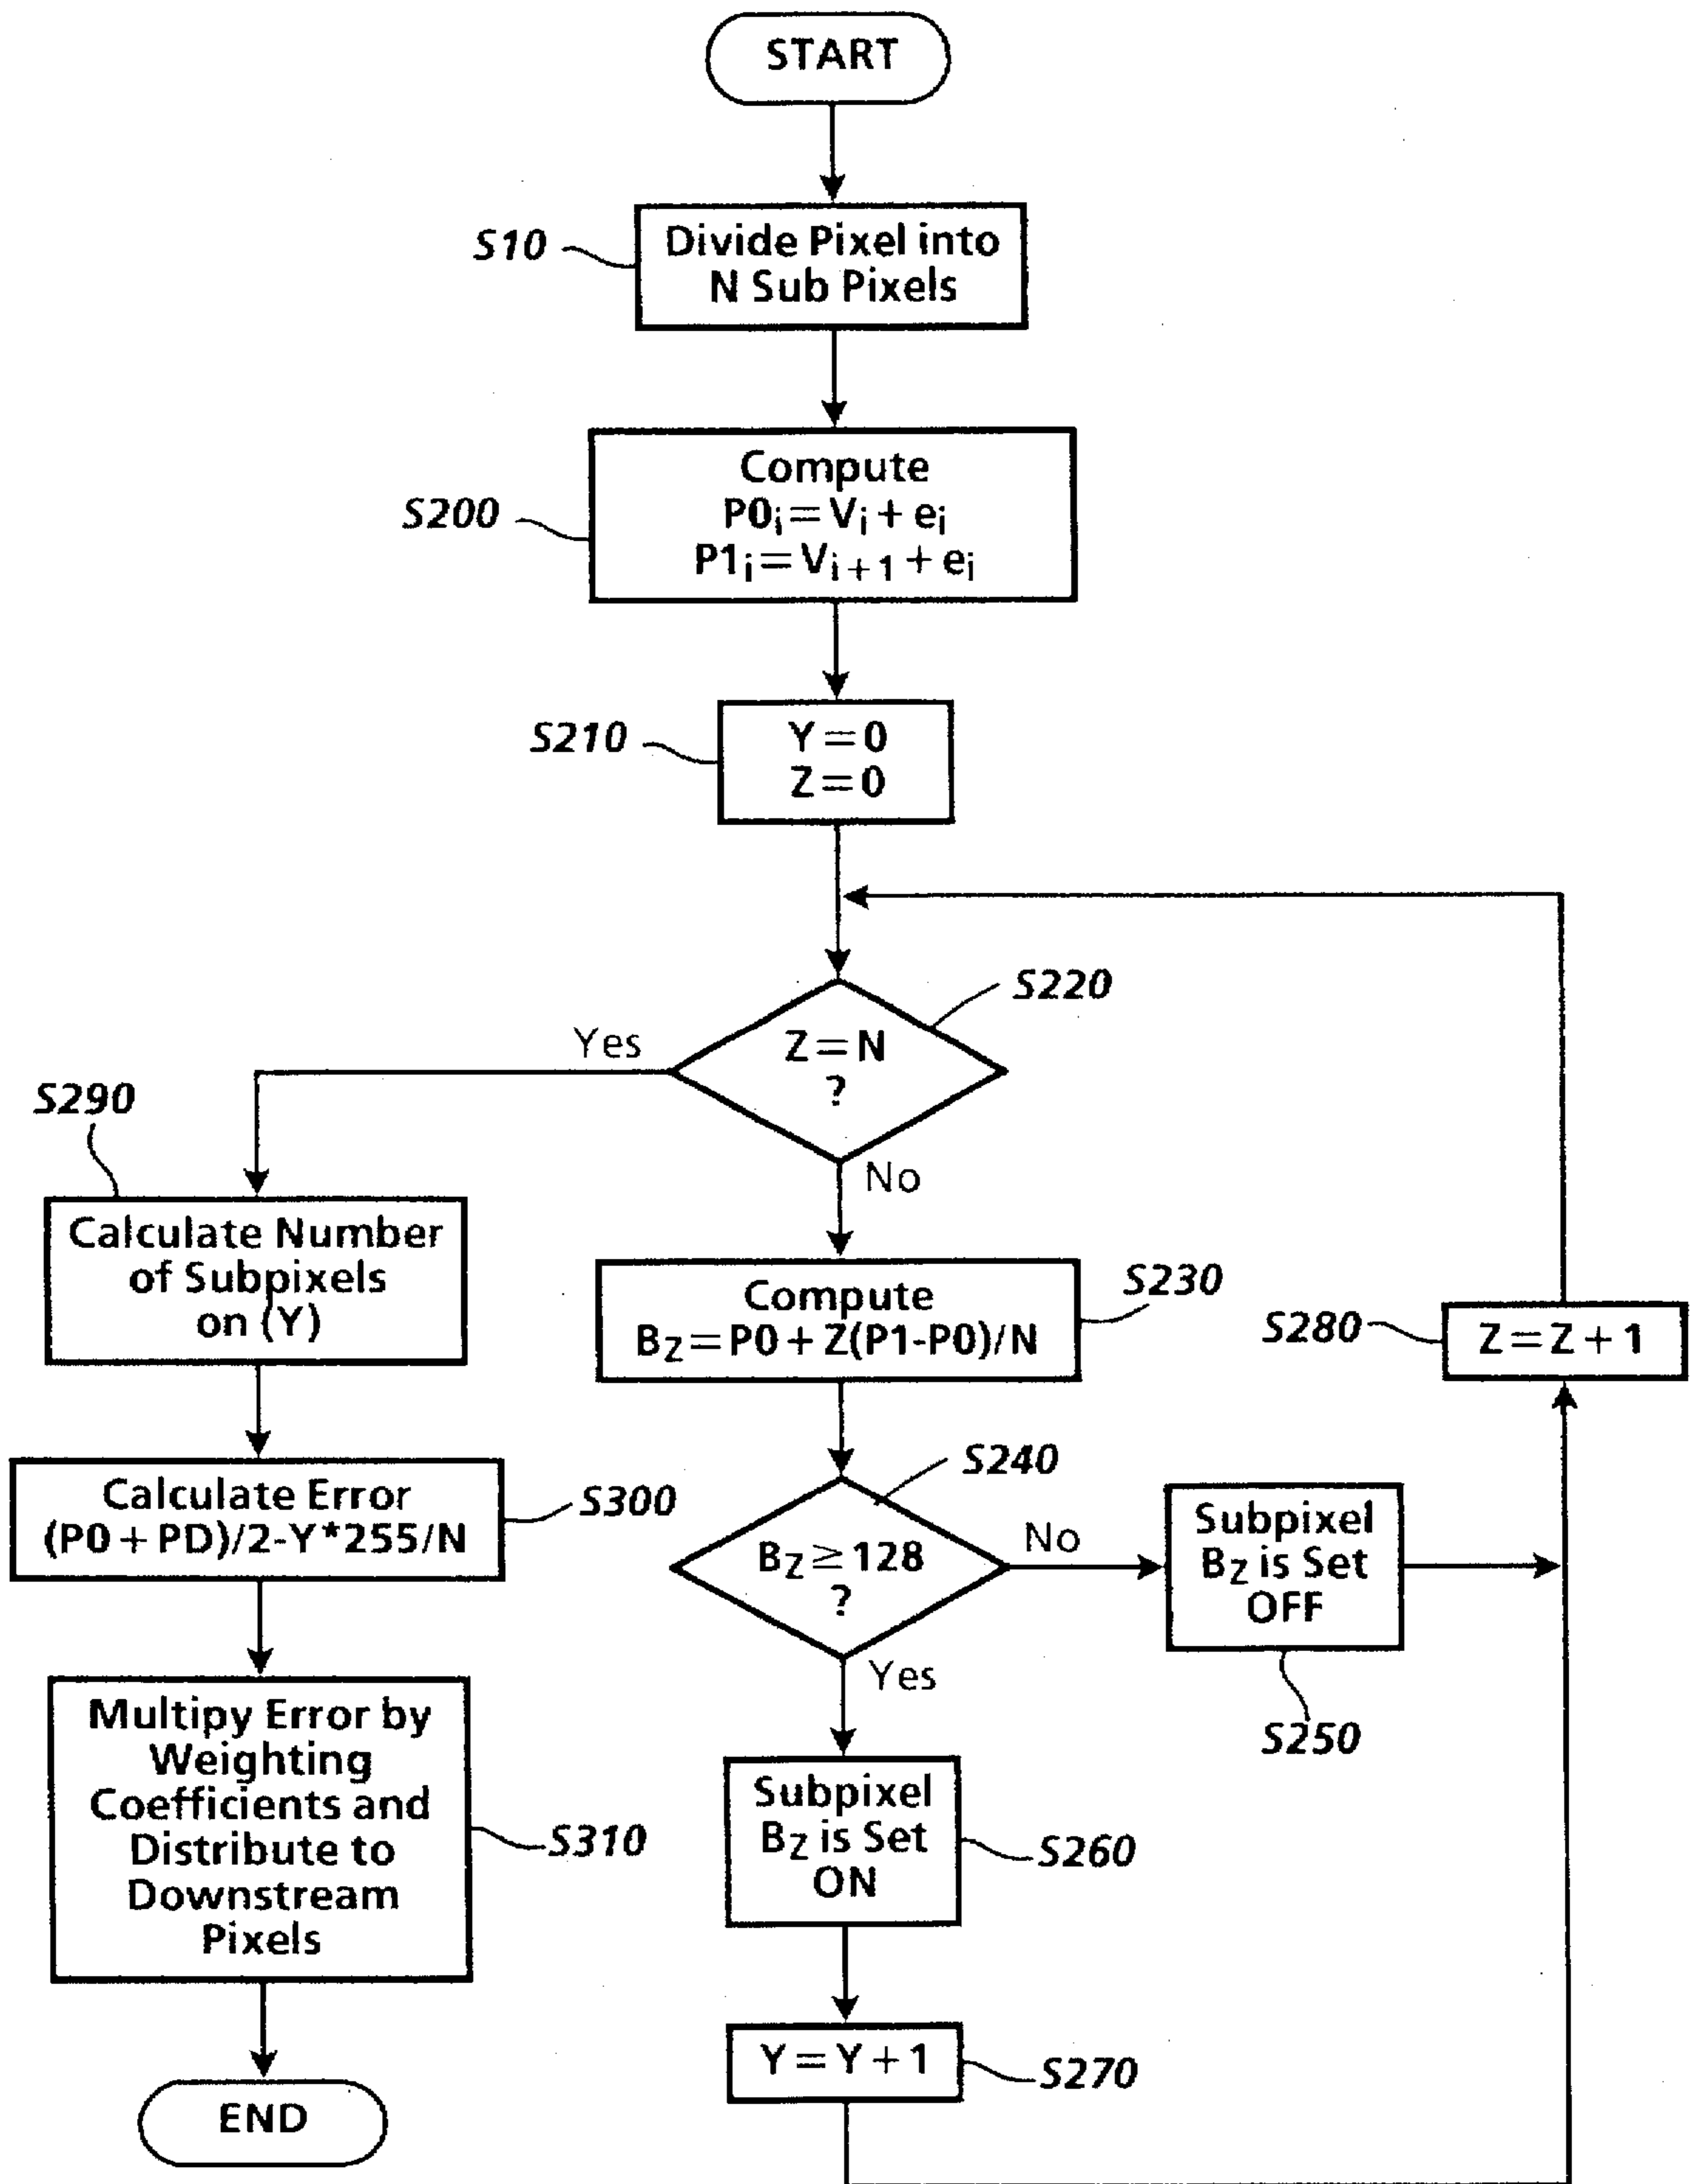 START
S10
Divide Pixel into
N Sub Pixels
S200
Compute
P0i = Vi + ei
P1i = Vi + 1 + ei
S210
Y = 0
Z = 0
S220
Z = N
?
Yes
No
S290
Calculate Number
of Subpixels
on (Y)
S230
Compute
BZ = P0 + Z(P1-P0)/N
S280
Z = Z + 1
S300
Calculate Error
(P0 + PD)/2-Y*255/N
S240
BZ ≥ 128
?
No
Yes
Subpixel
BZ is Set
OFF
S250
S310
Multipy Error by
Weighting
Coefficients and
Distribute to
Downstream
Pixels
Subpixel
BZ is Set
ON
S260
Y = Y + 1
S270
END